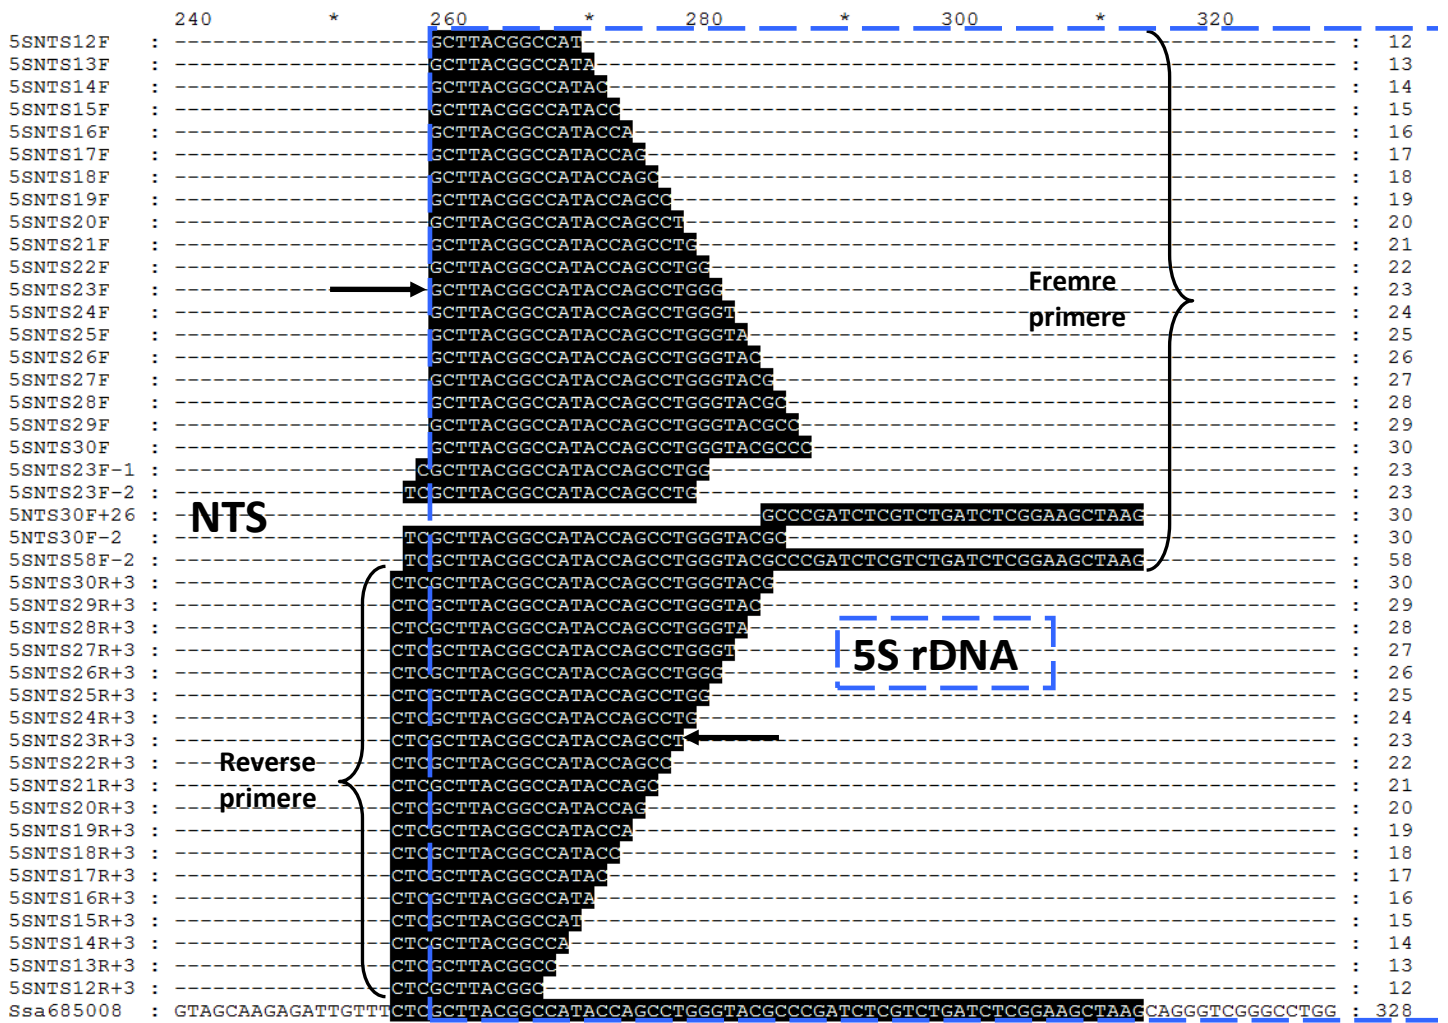 240 * 260 * 280 * 300 * 320
5SNTS12F : --------------------GCTTACGGCCAT----------------------------------------------------------- : 12
5SNTS13F : --------------------GCTTACGGCCATA---------------------------------------------------------- : 13
5SNTS14F : --------------------GCTTACGGCCATAC--------------------------------------------------------- : 14
5SNTS15F : --------------------GCTTACGGCCATACC-------------------------------------------------------- : 15
5SNTS16F : --------------------GCTTACGGCCATACCA------------------------------------------------------- : 16
5SNTS17F : --------------------GCTTACGGCCATACCAG------------------------------------------------------ : 17
5SNTS18F : --------------------GCTTACGGCCATACCAGC----------------------------------------------------- : 18
5SNTS19F : --------------------GCTTACGGCCATACCAGCC---------------------------------------------------- : 19
5SNTS20F : --------------------GCTTACGGCCATACCAGCCT--------------------------------------------------- : 20
5SNTS21F : --------------------GCTTACGGCCATACCAGCCTG-------------------------------------------------- : 21
5SNTS22F : --------------------GCTTACGGCCATACCAGCCTGG------------------------------------------------- : 22
5SNTS23F : --------------------GCTTACGGCCATACCAGCCTGGG------------------------------------------------ : 23
5SNTS24F : --------------------GCTTACGGCCATACCAGCCTGGGT----------------------------------------------- : 24
5SNTS25F : --------------------GCTTACGGCCATACCAGCCTGGGTA---------------------------------------------- : 25
5SNTS26F : --------------------GCTTACGGCCATACCAGCCTGGGTAC--------------------------------------------- : 26
5SNTS27F : --------------------GCTTACGGCCATACCAGCCTGGGTACG-------------------------------------------- : 27
5SNTS28F : --------------------GCTTACGGCCATACCAGCCTGGGTACGC------------------------------------------- : 28
5SNTS29F : --------------------GCTTACGGCCATACCAGCCTGGGTACGCC------------------------------------------ : 29
5SNTS30F : --------------------GCTTACGGCCATACCAGCCTGGGTACGCCC----------------------------------------- : 30
5SNTS23F-1 : -------------------CGCTTACGGCCATACCAGCCTGG------------------------------------------------- : 23
5SNTS23F-2 : ------------------TCGCTTACGGCCATACCAGCCTG-------------------------------------------------- : 23
5NTS30F+26 : ----------------------------------------------GCCCGATCTCGTCTGATCTCGGAAGCTAAG--------------- : 30
5NTS30F-2 : ------------------TCGCTTACGGCCATACCAGCCTGGGTACGC------------------------------------------- : 30
5SNTS58F-2 : ------------------TCGCTTACGGCCATACCAGCCTGGGTACGCCCGATCTCGTCTGATCTCGGAAGCTAAG--------------- : 58
5SNTS30R+3 : -----------------CTCGCTTACGGCCATACCAGCCTGGGTACG-------------------------------------------- : 30
5SNTS29R+3 : -----------------CTCGCTTACGGCCATACCAGCCTGGGTAC--------------------------------------------- : 29
5SNTS28R+3 : -----------------CTCGCTTACGGCCATACCAGCCTGGGTA---------------------------------------------- : 28
5SNTS27R+3 : -----------------CTCGCTTACGGCCATACCAGCCTGGGT----------------------------------------------- : 27
5SNTS26R+3 : -----------------CTCGCTTACGGCCATACCAGCCTGGG------------------------------------------------ : 26
5SNTS25R+3 : -----------------CTCGCTTACGGCCATACCAGCCTGG------------------------------------------------- : 25
5SNTS24R+3 : -----------------CTCGCTTACGGCCATACCAGCCTG-------------------------------------------------- : 24
5SNTS23R+3 : -----------------CTCGCTTACGGCCATACCAGCCT--------------------------------------------------- : 23
5SNTS22R+3 : -----------------CTCGCTTACGGCCATACCAGCC---------------------------------------------------- : 22
5SNTS21R+3 : -----------------CTCGCTTACGGCCATACCAGC----------------------------------------------------- : 21
5SNTS20R+3 : -----------------CTCGCTTACGGCCATACCAG------------------------------------------------------ : 20
5SNTS19R+3 : -----------------CTCGCTTACGGCCATACCA------------------------------------------------------- : 19
5SNTS18R+3 : -----------------CTCGCTTACGGCCATACC-------------------------------------------------------- : 18
5SNTS17R+3 : -----------------CTCGCTTACGGCCATAC--------------------------------------------------------- : 17
5SNTS16R+3 : -----------------CTCGCTTACGGCCATA---------------------------------------------------------- : 16
5SNTS15R+3 : -----------------CTCGCTTACGGCCAT----------------------------------------------------------- : 15
5SNTS14R+3 : -----------------CTCGCTTACGGCCA------------------------------------------------------------ : 14
5SNTS13R+3 : -----------------CTCGCTTACGGCC------------------------------------------------------------- : 13
5SNTS12R+3 : -----------------CTCGCTTACGGC-------------------------------------------------------------- : 12
Ssa685008 : GTAGCAAGAGATTGTTTCTCGCTTACGGCCATACCAGCCTGGGTACGCCCGATCTCGTCTGATCTCGGAAGCTAAGCAGGGTCGGGCCTGG : 328
Fremre
primere
NTS
5S rDNA
Reverse
primere